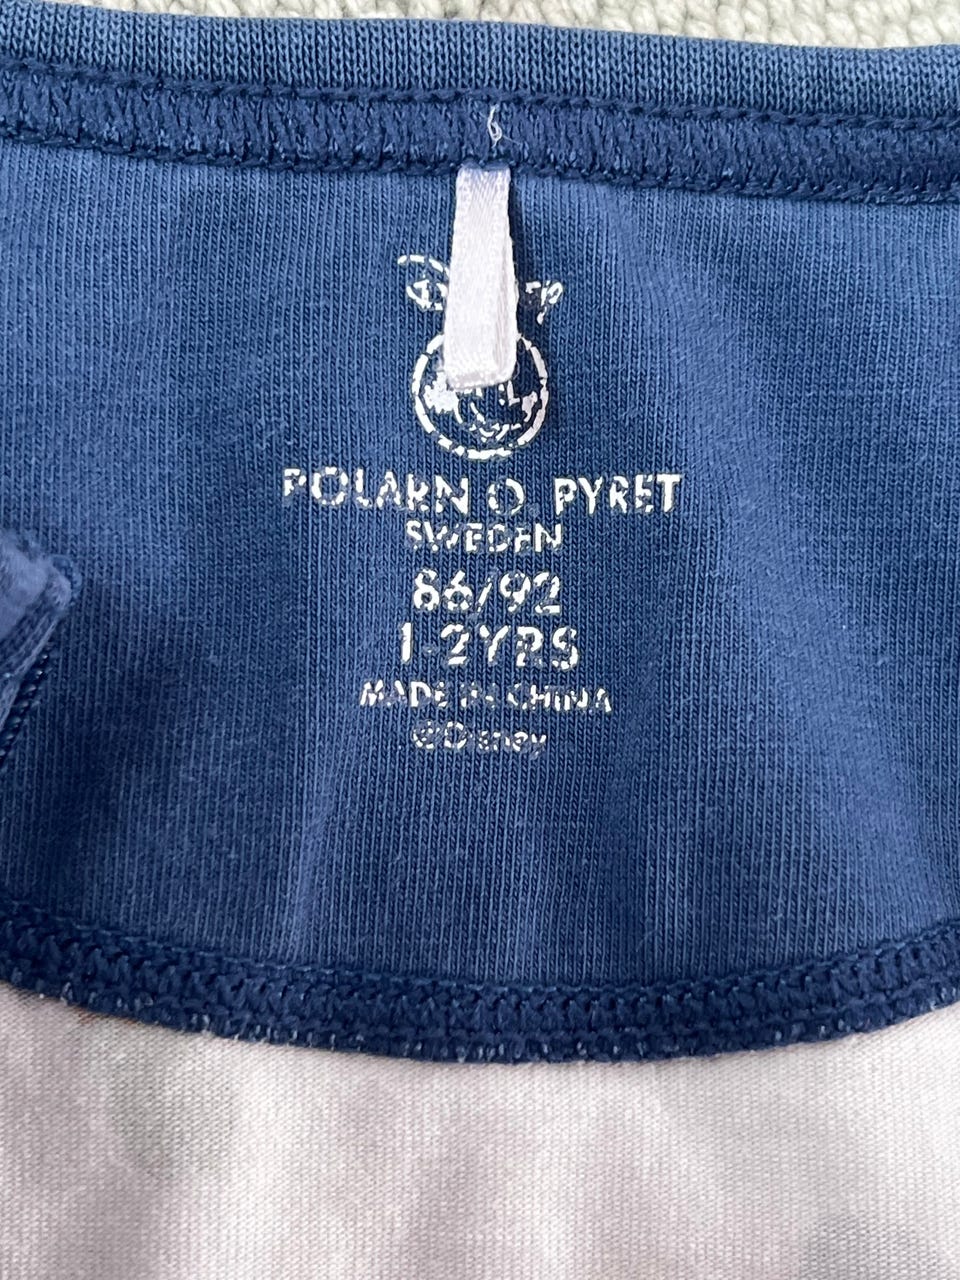 POLARN O. PYRET
SWEDEN
86/92
1-2YRS
MADE IN CHINA
©Disney